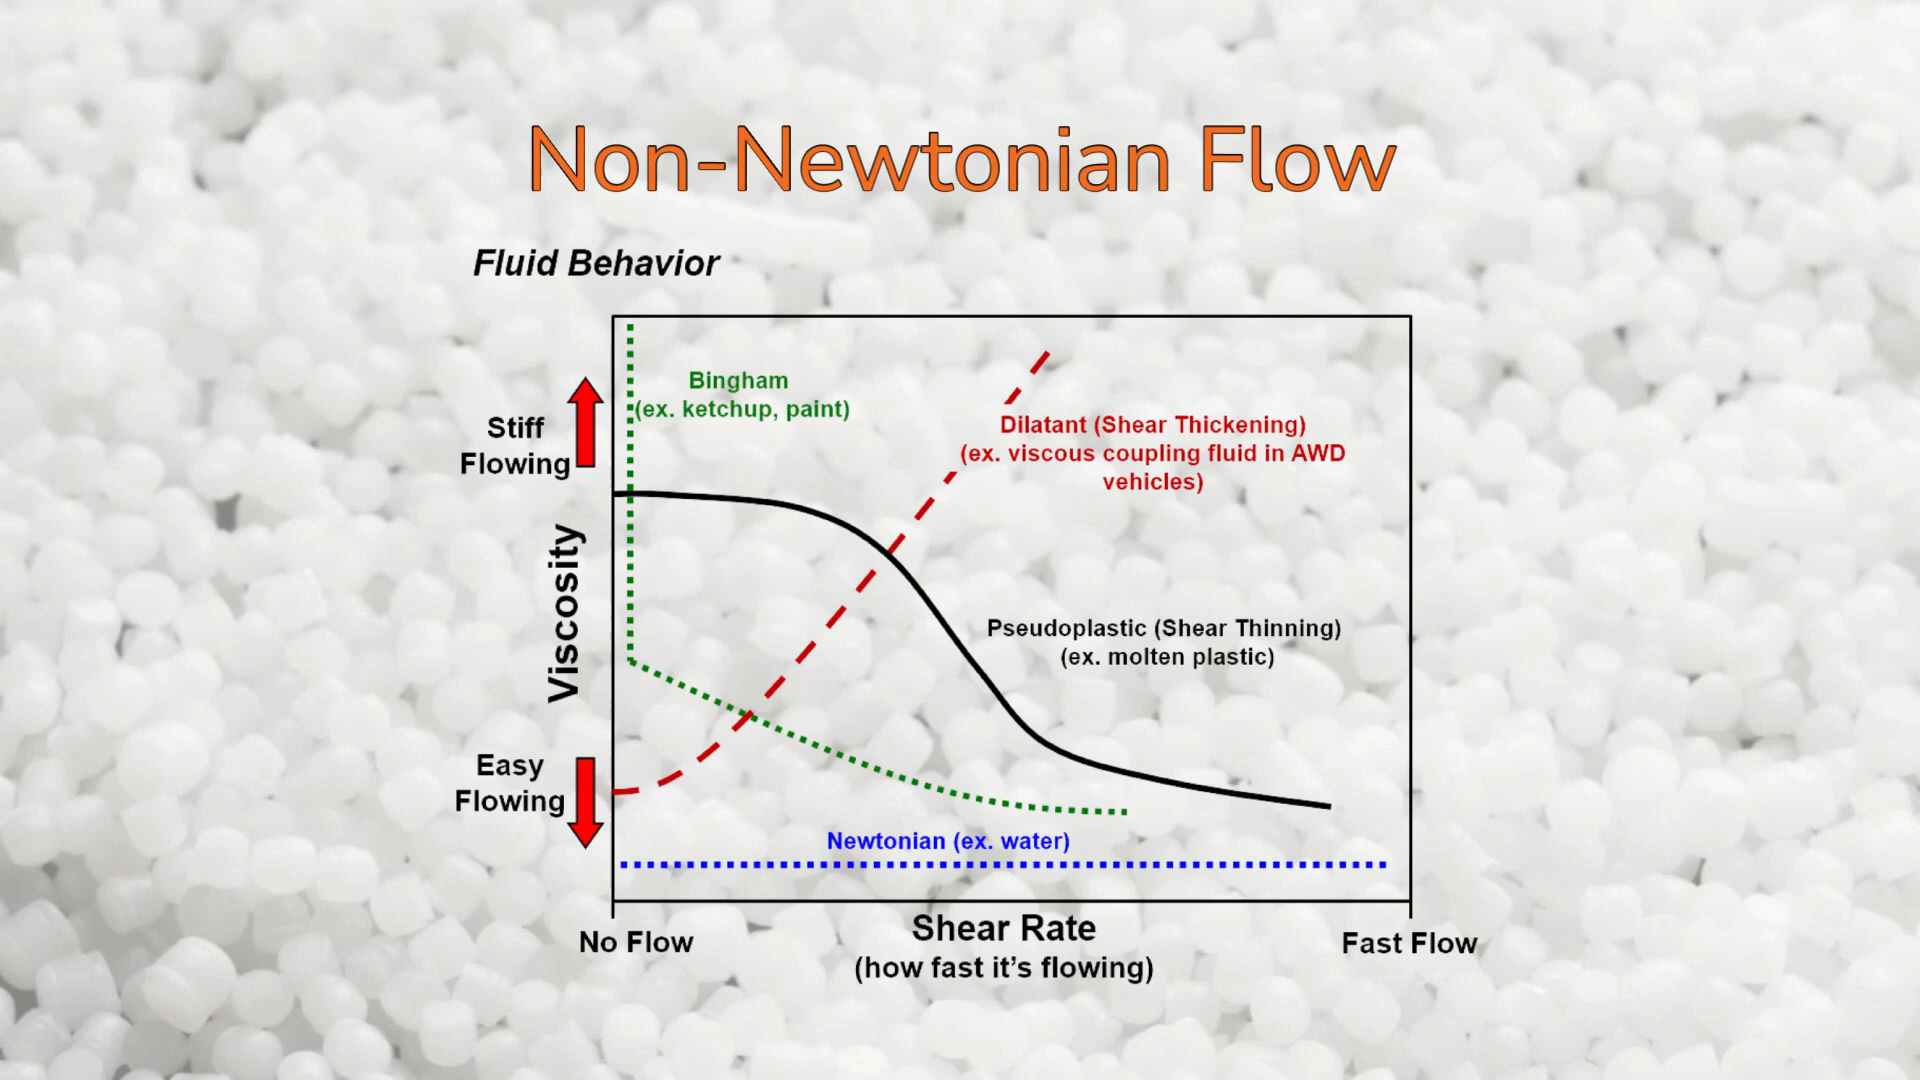 Non-Newtonian Flow
Fluid Behavior
Bingham
(ex. ketchup, paint)
Stiff
Flowing
Dilatant (Shear Thickening)
(ex. viscous coupling fluid in AWD
vehicles)
Viscosity
Pseudoplastic (Shear Thinning)
(ex. molten plastic)
Easy
Flowing
Newtonian (ex. water)
No Flow
Shear Rate
(how fast it’s flowing)
Fast Flow